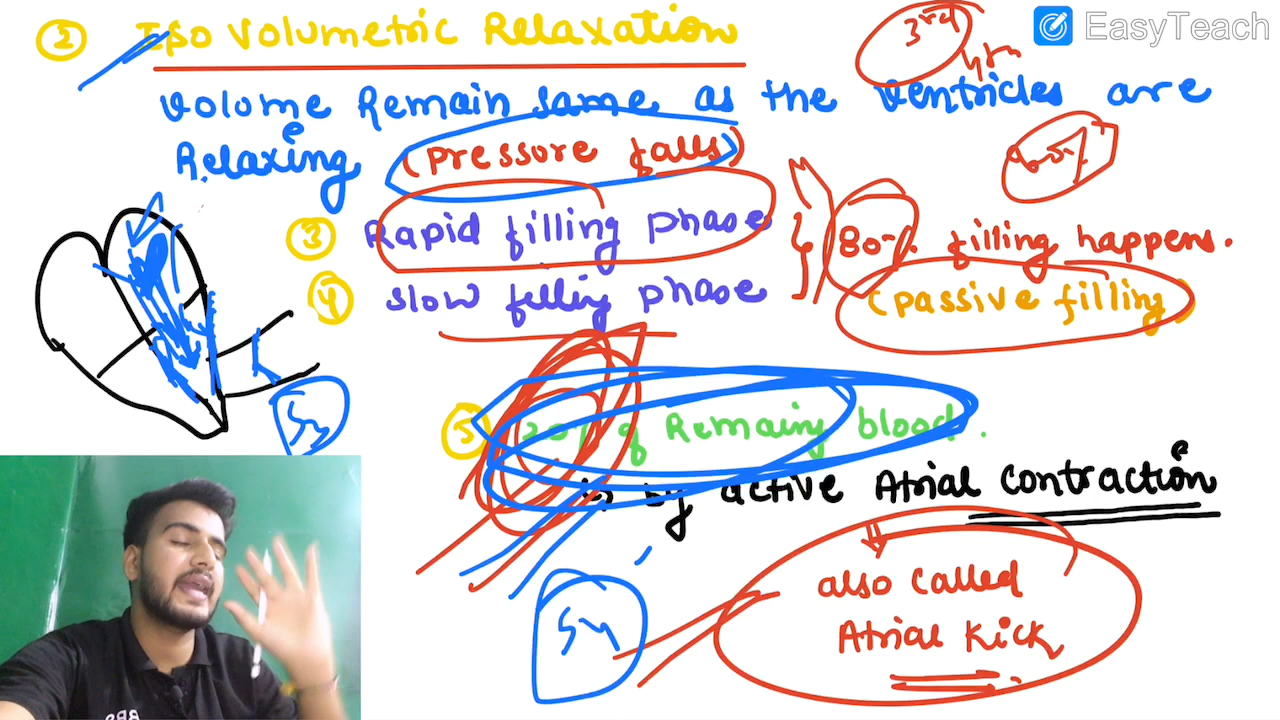 ② Iso Volumetric Relaxation
3rd
EasyTeach
Volume Remain same as the ventricles are
Relaxing (Pressure falls)
③ Rapid filling phase
80% filling happens.
④ slow filling phase
(passive filling)
⑤ 20% of Remaing blood.
by active Atrial contraction
S4
S4
also called
Atrial Kick